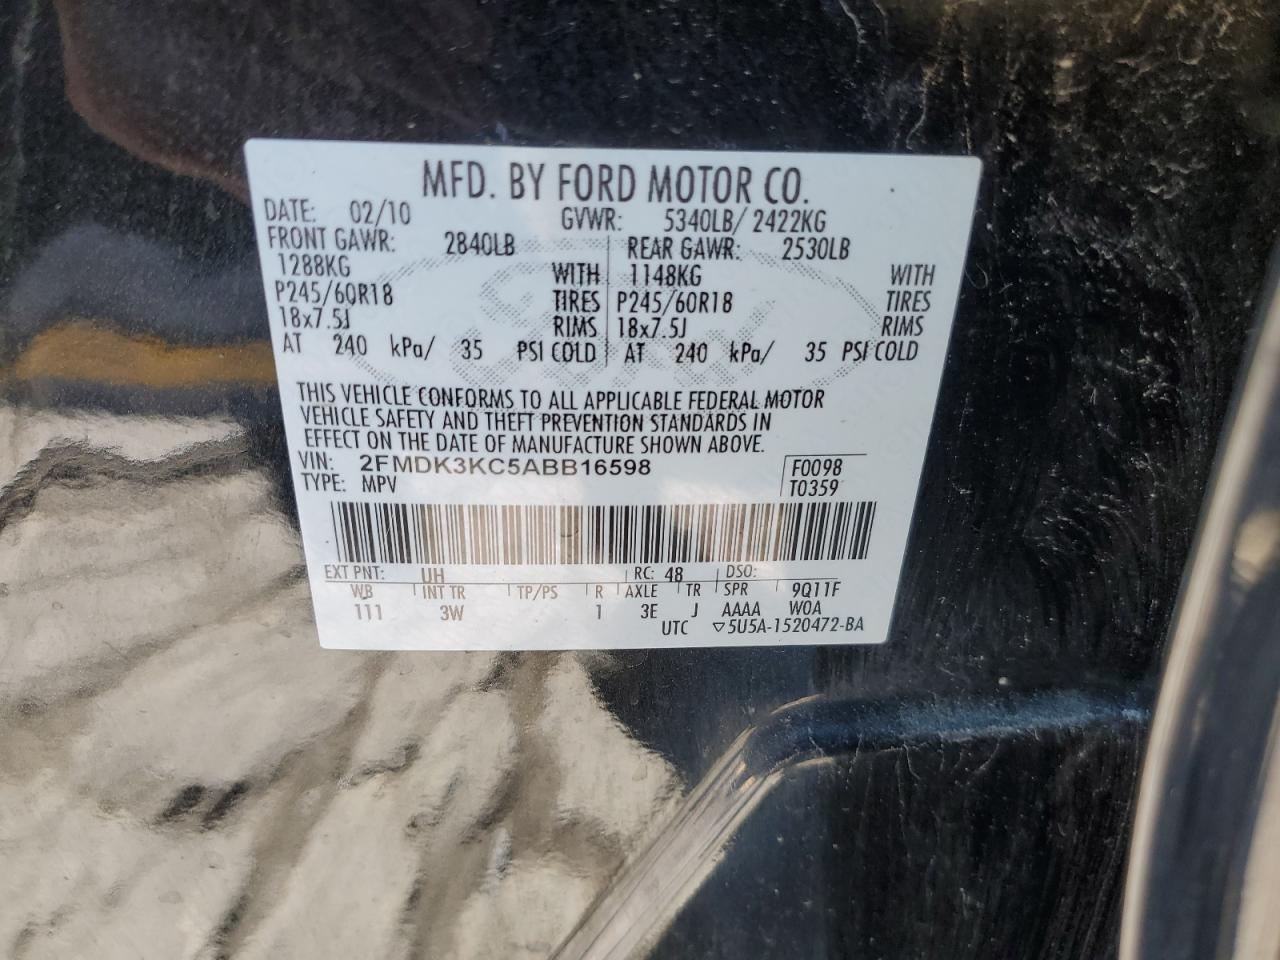 MFD. BY FORD MOTOR CO.
DATE: 02/10 GVWR: 5340LB/ 2422KG
FRONT GAWR: 2840LB REAR GAWR: 2530LB
1288KG WITH 1148KG WITH
P245/60R18 TIRES P245/60R18 TIRES
18x7.5J RIMS 18x7.5J RIMS
AT 240 kPa/ 35 PSI COLD AT 240 kPa/ 35 PSI COLD
THIS VEHICLE CONFORMS TO ALL APPLICABLE FEDERAL MOTOR
VEHICLE SAFETY AND THEFT PREVENTION STANDARDS IN
EFFECT ON THE DATE OF MANUFACTURE SHOWN ABOVE.
VIN: 2FMDK3KC5ABB16598 F0098
TYPE: MPV T0359
EXT PNT: UH RC: 48 DSO:
WB INT TR TP/PS R AXLE TR SPR 9Q11F
111 3W 1 3E J AAAA W0A
UTC ▽5U5A-1520472-BA